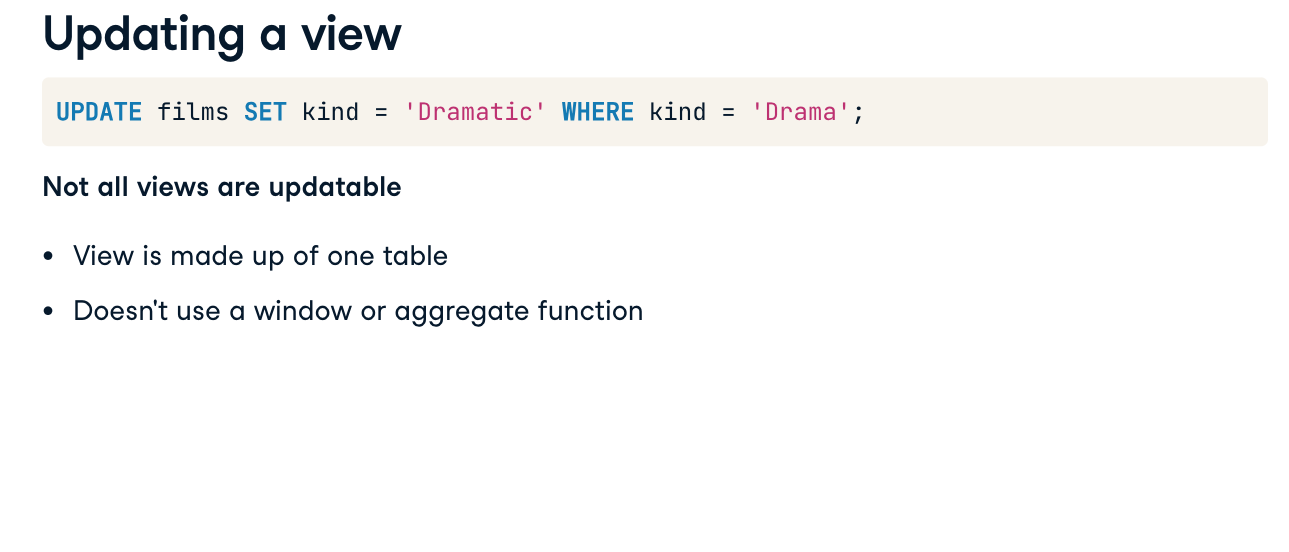 Updating a view
UPDATE films SET kind = 'Dramatic' WHERE kind = 'Drama';
Not all views are updatable
• View is made up of one table
• Doesn't use a window or aggregate function